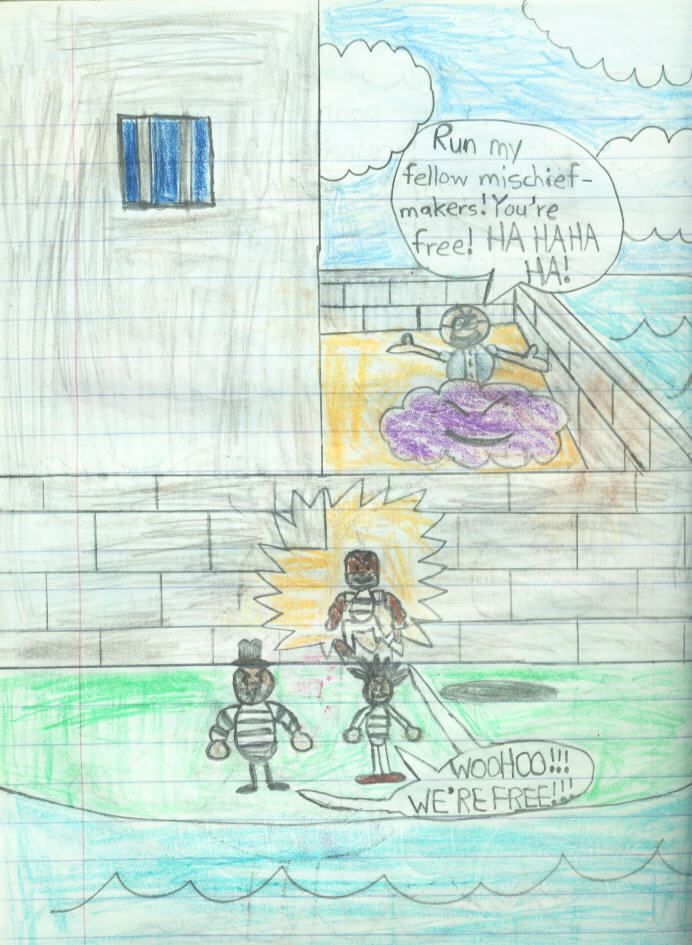 Run my
fellow mischief-
makers! You're
free! HA HAHA
HA!
WOOHOO!!!
WE'RE FREE!!!